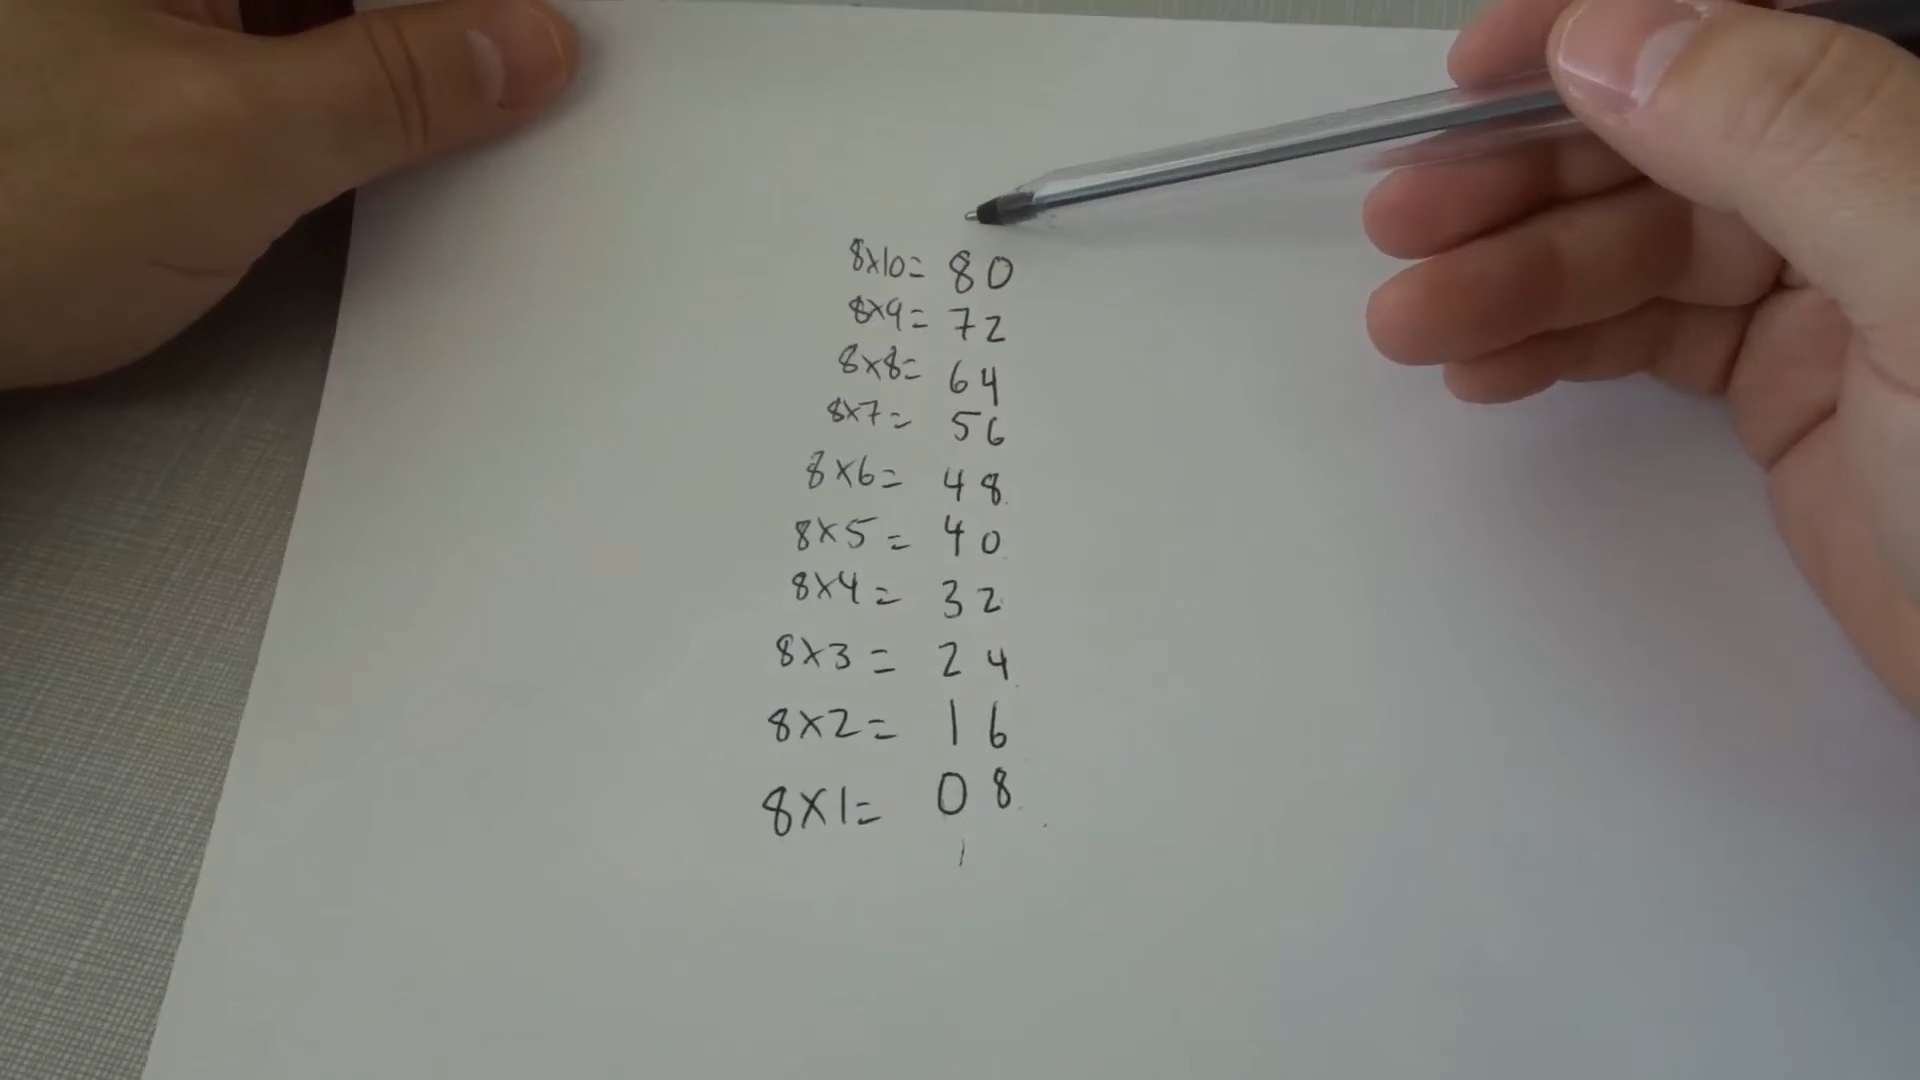 8x10= 80
8x9= 72
8x8= 64
8x7= 56
8x6= 48
8x5= 40
8x4= 32
8x3= 24
8x2= 16
8x1= 08